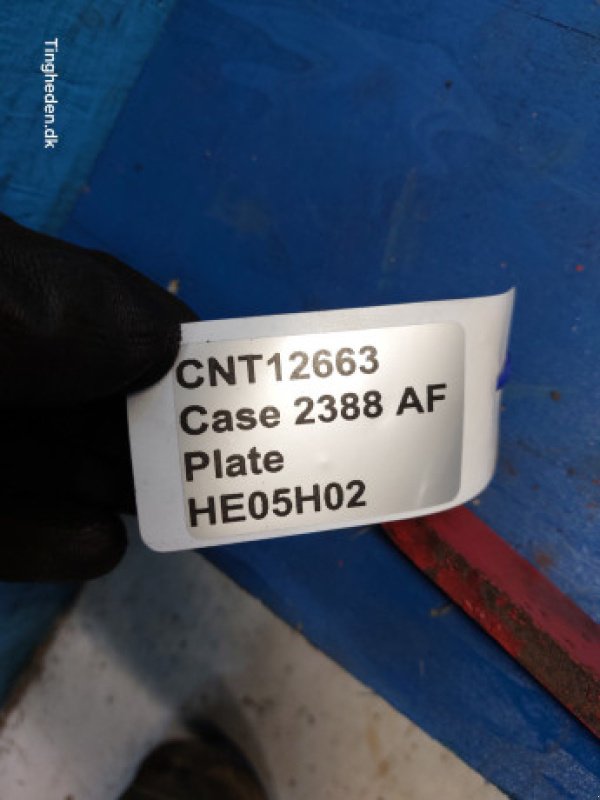 Tingheden.dk
CNT12663
Case 2388 AF
Plate
HE05H02